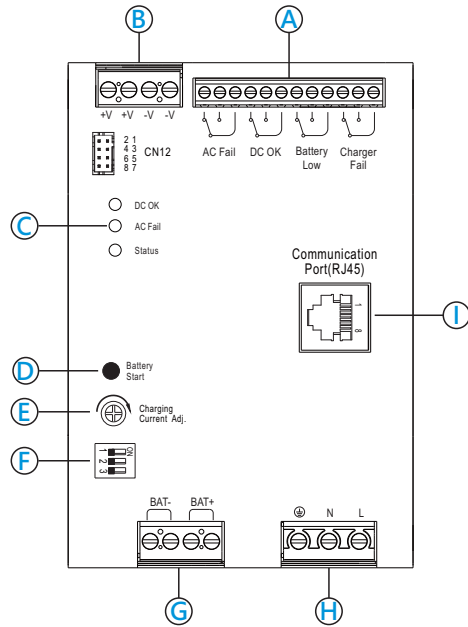 B
A
+V +V -V -V
2 1
4 3
6 5
8 7
CN12
AC Fail DC OK Battery Low Charger Fail
DC OK
C
AC Fail
Status
Communication
Port(RJ45)
1
8
I
D
Battery
Start
E
Charging
Current Adj.
F
ON
1
2
3
BAT- BAT+
N L
G
H